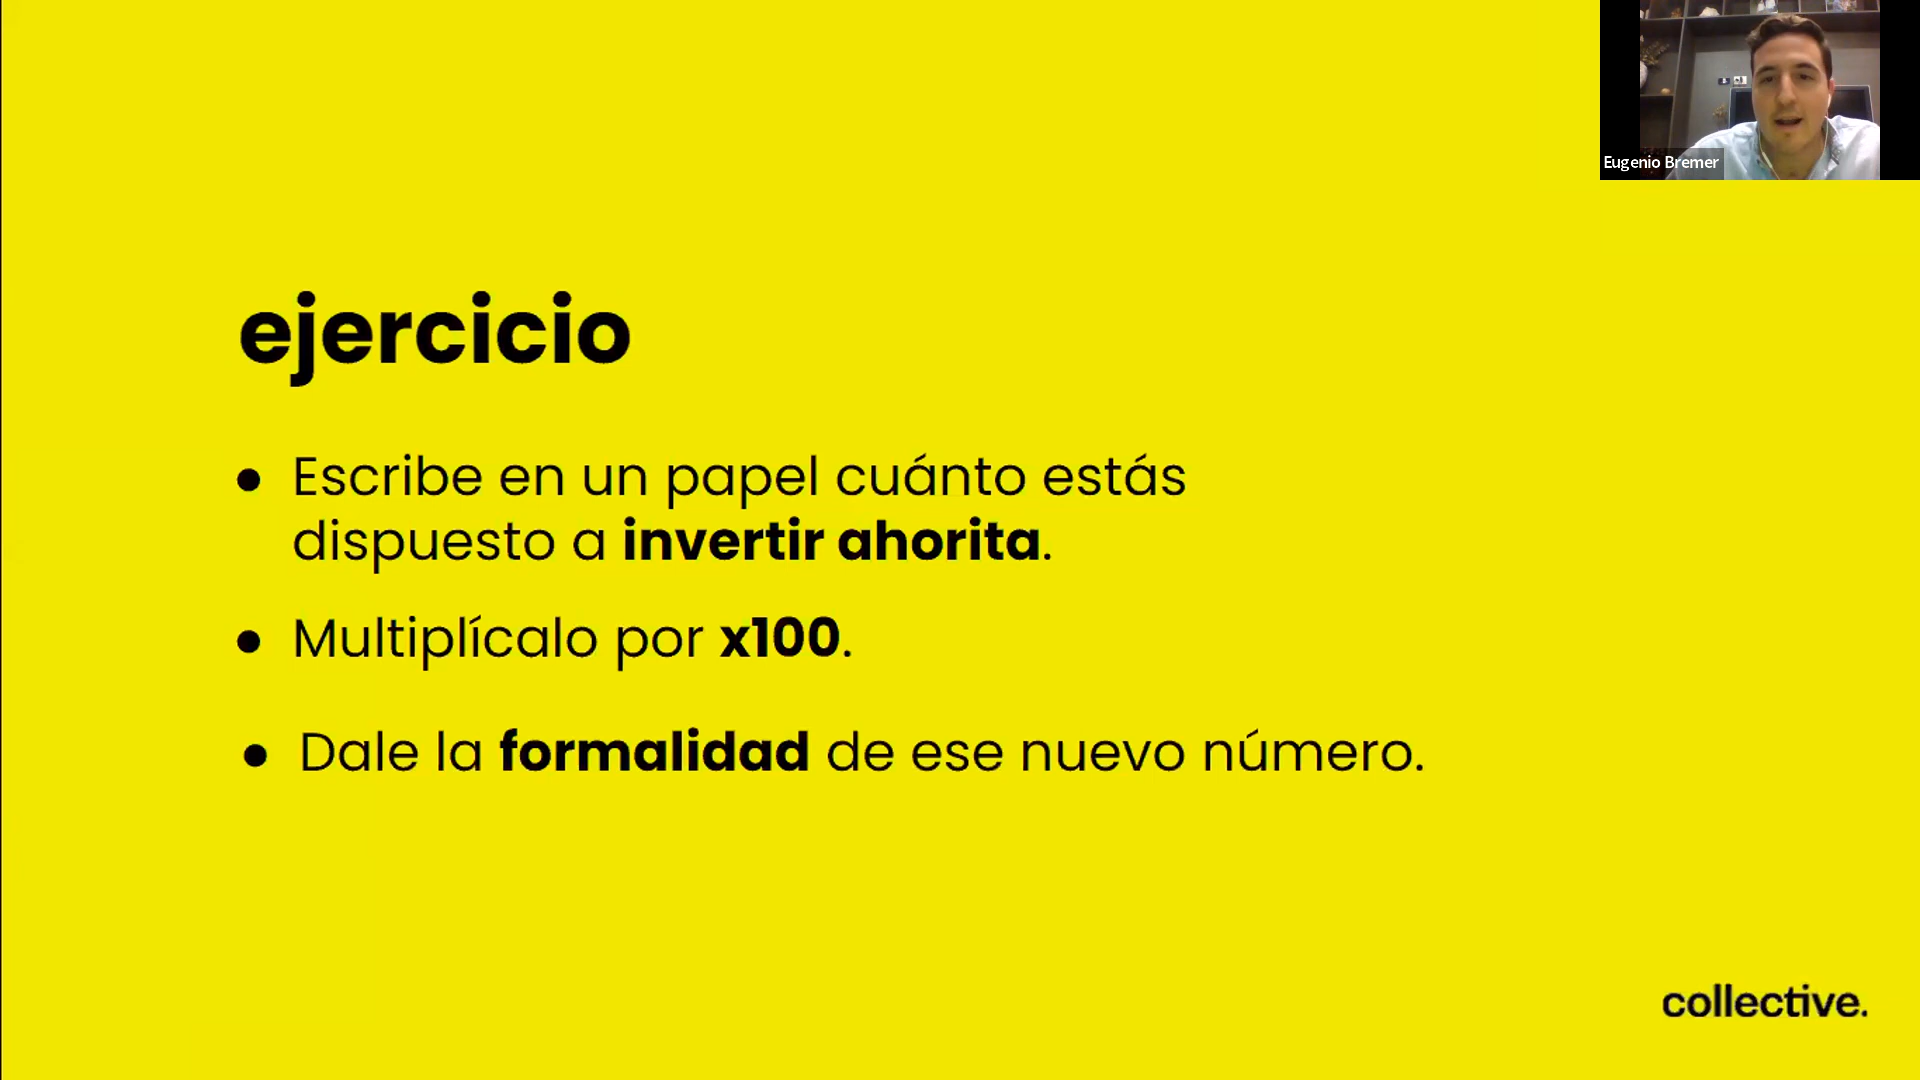 Eugenio Bremer
ejercicio
● Escribe en un papel cuánto estás
dispuesto a invertir ahorita.
● Multiplícalo por x100.
● Dale la formalidad de ese nuevo número.
collective.